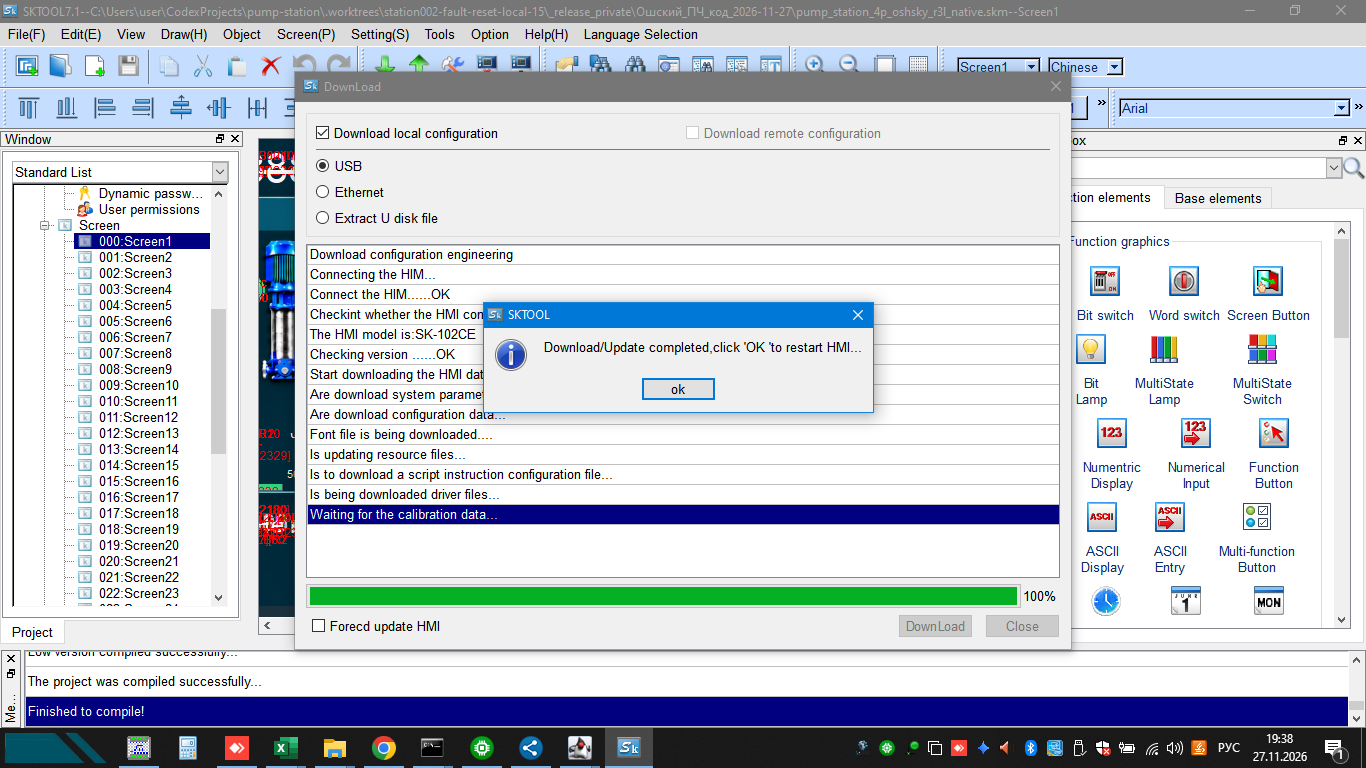 SKTOOL7.1--C:\Users\user\CodexProjects\pump-station\.worktrees\station002-fault-reset-local-15\_release_private\Ошский_ПЧ_код_2026-11-27\pump_station_4p_oshsky_r3l_native.skm--Screen1
File(F) Edit(E) View Draw(H) Object Screen(P) Setting(S) Tools Option Help(H) Language Selection
Screen1 Chinese
Arial
Window
Standard List
Dynamic passw...
User permissions
Screen
000:Screen1
001:Screen2
002:Screen3
003:Screen4
004:Screen5
005:Screen6
006:Screen7
007:Screen8
008:Screen9
009:Screen10
010:Screen11
011:Screen12
012:Screen13
013:Screen14
014:Screen15
015:Screen16
016:Screen17
017:Screen18
018:Screen19
019:Screen20
020:Screen21
021:Screen22
022:Screen23
Project
DownLoad
Download local configuration
Download remote configuration
USB
Ethernet
Extract U disk file
Download configuration engineering
Connecting the HIM...
Connect the HIM......OK
Checkint whether the HMI con
The HMI model is:SK-102CE
Checking version ......OK
Start downloading the HMI dat
Are download system paramet
Are download configuration data...
Font file is being downloaded....
Is updating resource files...
Is to download a script instruction configuration file...
Is being downloaded driver files...
Waiting for the calibration data...
100%
Forecd update HMI
DownLoad
Close
SKTOOL
Download/Update completed,click 'OK 'to restart HMI...
ok
ox
ction elements
Base elements
Function graphics
Bit switch
Word switch
Screen Button
Bit Lamp
MultiState Lamp
MultiState Switch
123
123
Numentric Display
Numerical Input
Function Button
ASCII
ASCII
ASCII Display
ASCII Entry
Multi-function Button
JUNE
1
MON
Low version compiled successfully...
The project was compiled successfully...
Finished to compile!
Me...
РУС
19:38
27.11.2026
1